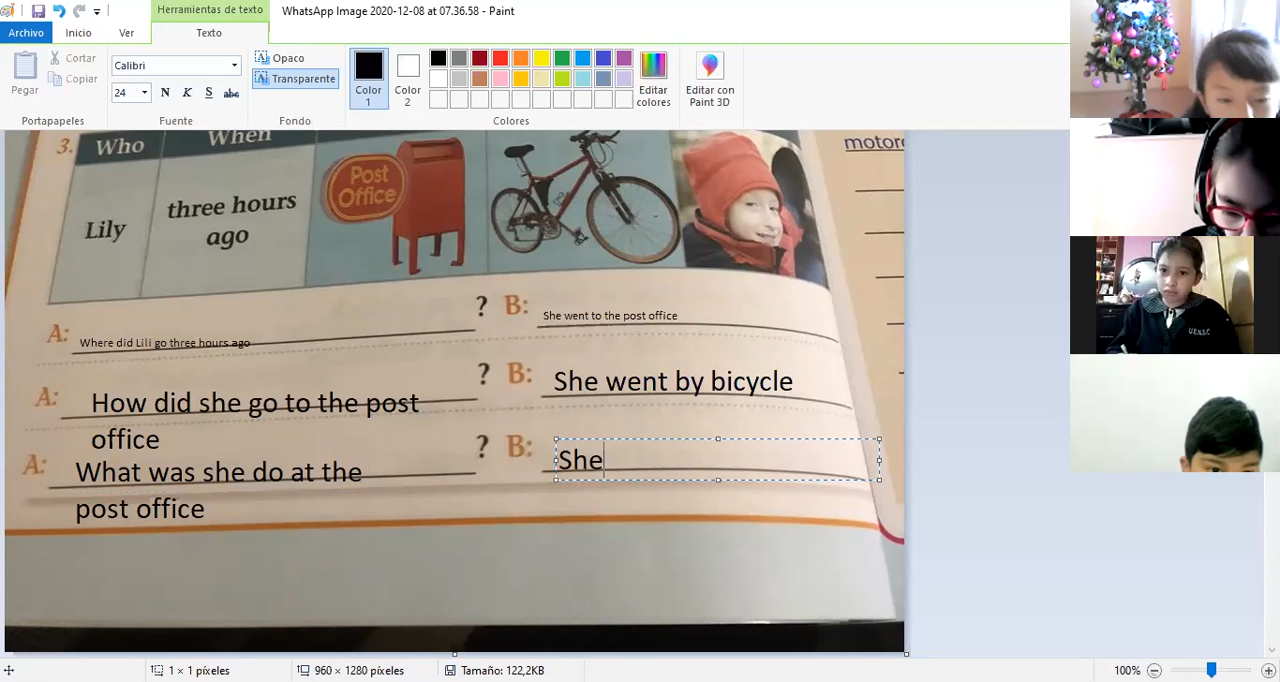 Herramientas de texto
WhatsApp Image 2020-12-08 at 07.36.58 - Paint
Archivo
Inicio
Ver
Texto
Pegar
Cortar
Copiar
Portapapeles
Calibri
24
N K S abc
Fuente
Opaco
Transparente
Fondo
Color 1
Color 2
Colores
Editar colores
Editar con Paint 3D
3. Who When
Lily
three hours
ago
Post
Office
A: Where did Lili go three hours ago ?
B: She went to the post office
A: How did she go to the post
office ?
B: She went by bicycle
A: What was she do at the
post office ?
B: She
U.E.N.S.C
1 × 1 píxeles
960 × 1280 píxeles
Tamaño: 122,2KB
100%